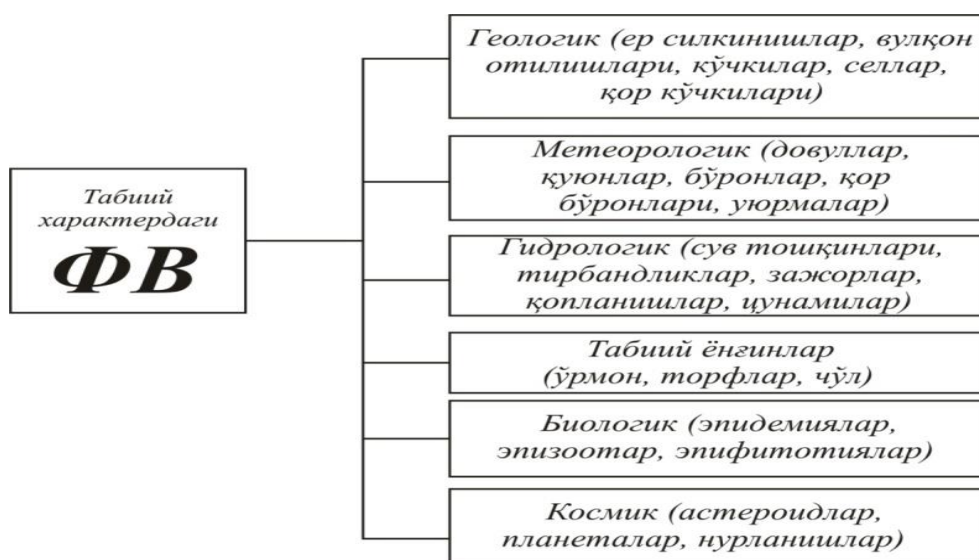 Табиий
характердаги
ФВ
Геологик (ер силкинишлар, вулқон
отилишлари, кўчкилар, селлар,
қор кўчкилари)
Метеорологик (довуллар,
қуюнлар, бўронлар, қор
бўронлари, уюрмалар)
Гидрологик (сув тошқинлари,
тирбандликлар, зажорлар,
қопланишлар, цунамилар)
Табиий ёнғинлар
(ўрмон, торфлар, чўл)
Биологик (эпидемиялар,
эпизоотар, эпифитотиялар)
Космик (астероидлар,
планеталар, нурланишлар)